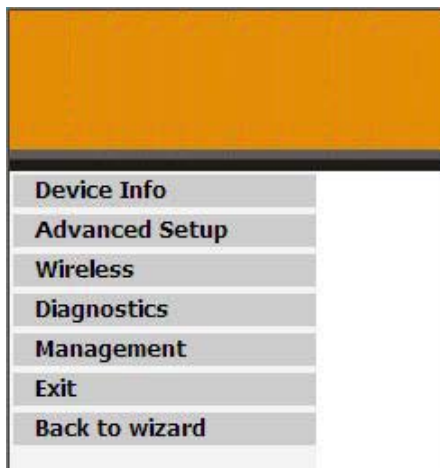 Device Info
Advanced Setup
Wireless
Diagnostics
Management
Exit
Back to wizard